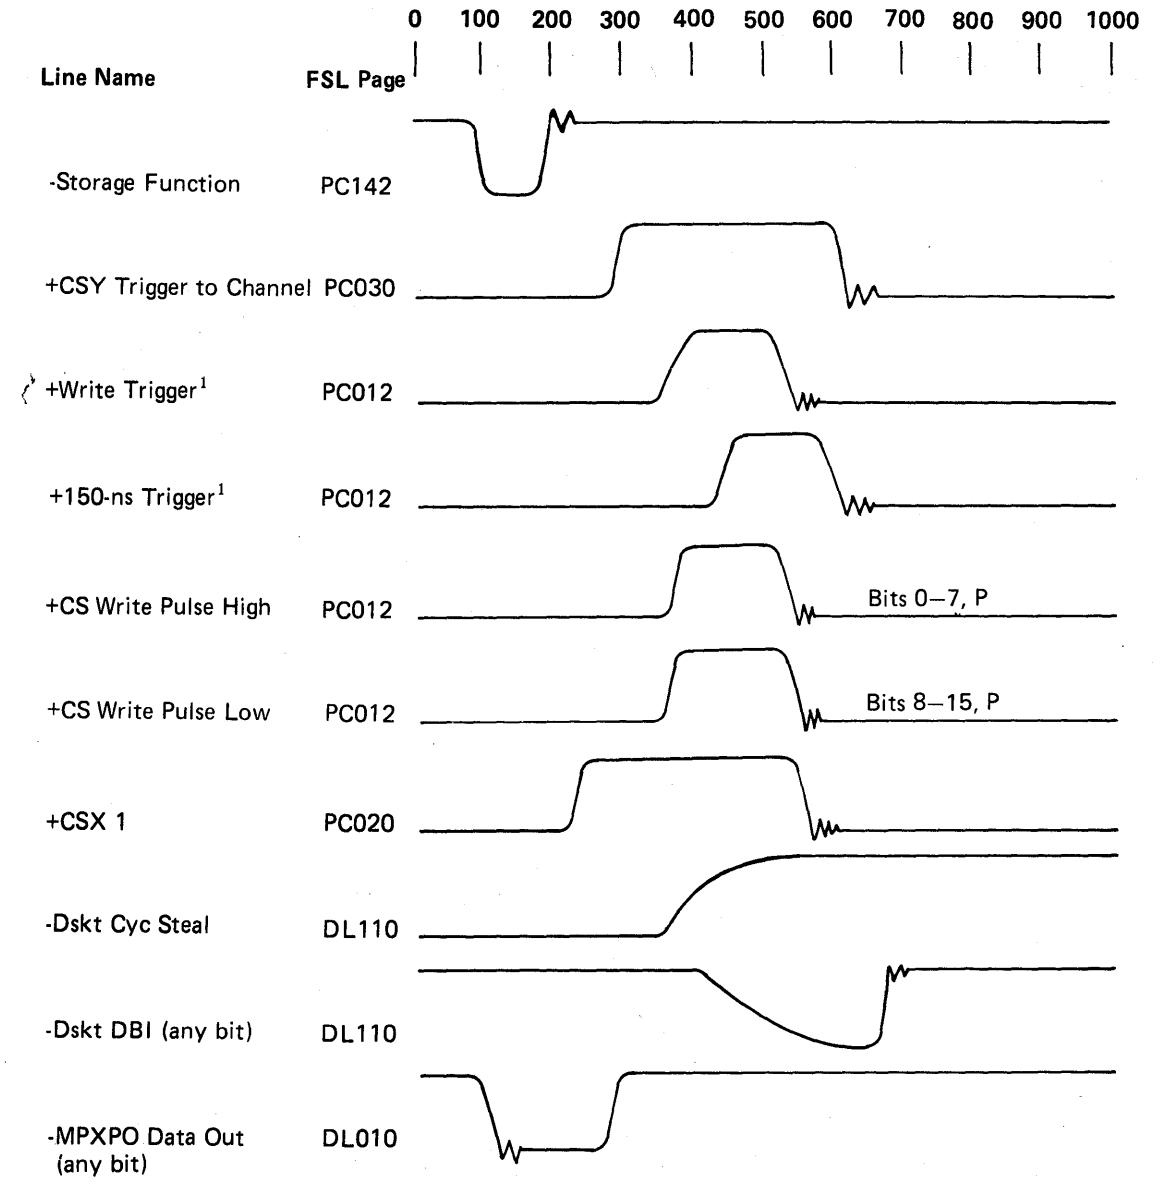 0 100 200 300 400 500 600 700 800 900 1000
Line Name FSL Page
-Storage Function PC142
+CSY Trigger to Channel PC030
+Write Trigger¹ PC012
+150-ns Trigger¹ PC012
+CS Write Pulse High PC012 Bits 0–7, P
+CS Write Pulse Low PC012 Bits 8–15, P
+CSX 1 PC020
-Dskt Cyc Steal DL110
-Dskt DBI (any bit) DL110
-MPXPO Data Out DL010
(any bit)